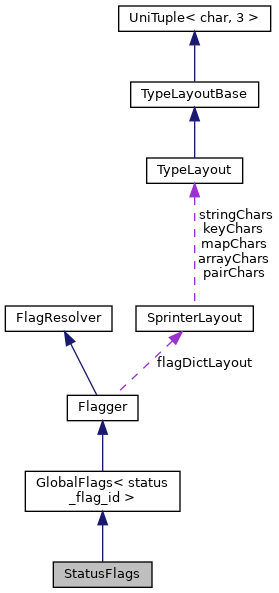 UniTuple< char, 3 >
TypeLayoutBase
TypeLayout
stringChars
keyChars
mapChars
arrayChars
pairChars
FlagResolver
SprinterLayout
flagDictLayout
Flagger
GlobalFlags< status
_flag_id >
StatusFlags